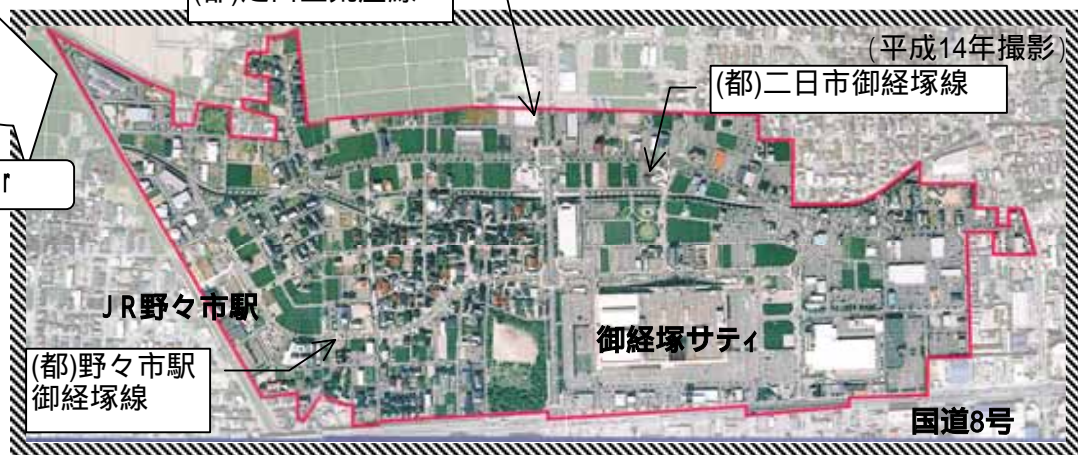 (平成14年撮影)
(都)二日市御経塚線
JR野々市駅
御経塚サティ
(都)野々市駅
御経塚線
国道8号